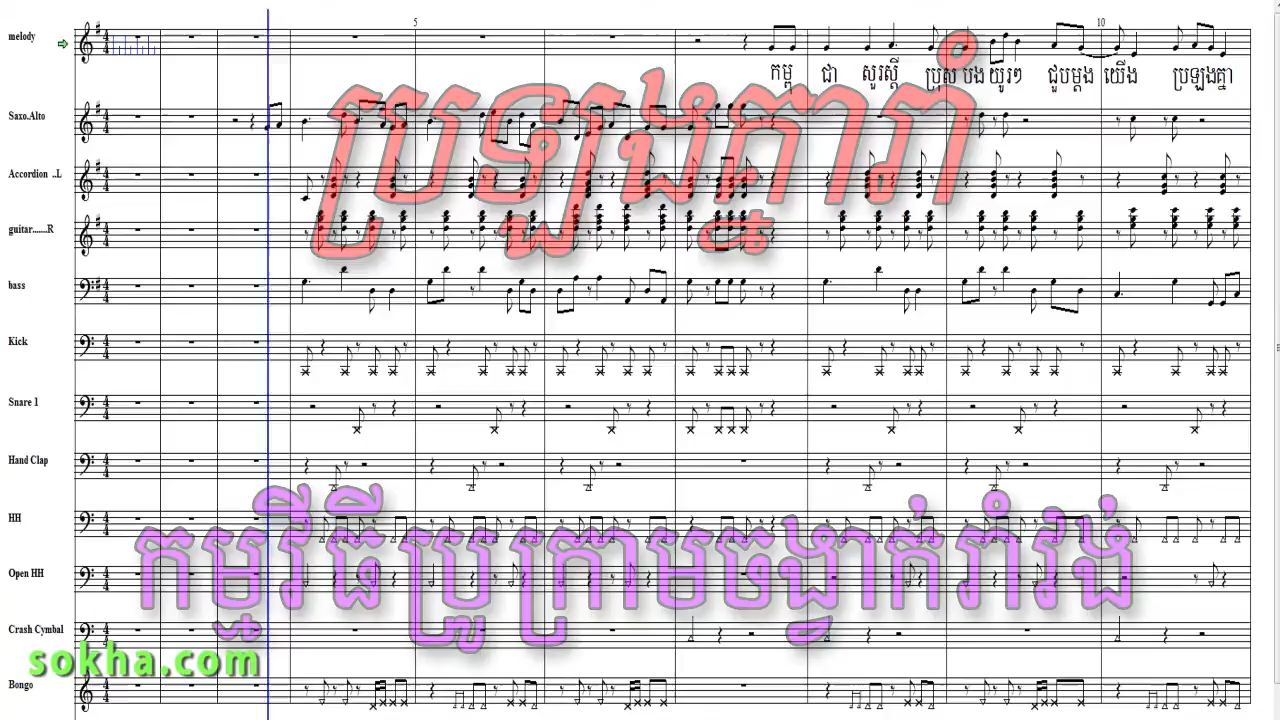 5 10
melody
កម្ម ជា សួរស្តី ប្រុស បង យូរៗ ជួបម្តង យើង ប្រឡងគ្នា
Saxo.Alto
ប្រឡងគ្នារាំ
Accordion ..L
guitar.......R
bass
Kick
Snare 1
Hand Clap
HH
កម្មវិធីប្រូក្រាមចង្វាក់រាំវង់
Open HH
Crash Cymbal
sokha.com
Bongo